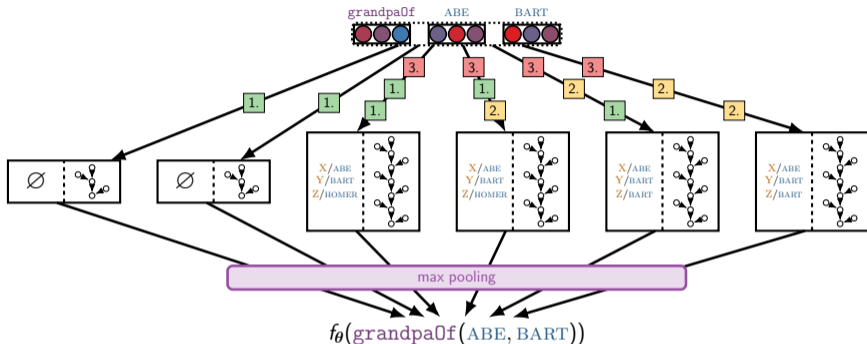 grandpaOf ABE BART
3. 3. 3. 3.
1. 1. 1. 1. 2. 2.
1. 2. 1. 2.
∅ ∅
X/ABE X/ABE X/ABE X/ABE
Y/BART Y/BART Y/BART Y/BART
Z/HOMER Z/HOMER Z/BART Z/BART
max pooling
fθ(grandpaOf(ABE, BART))